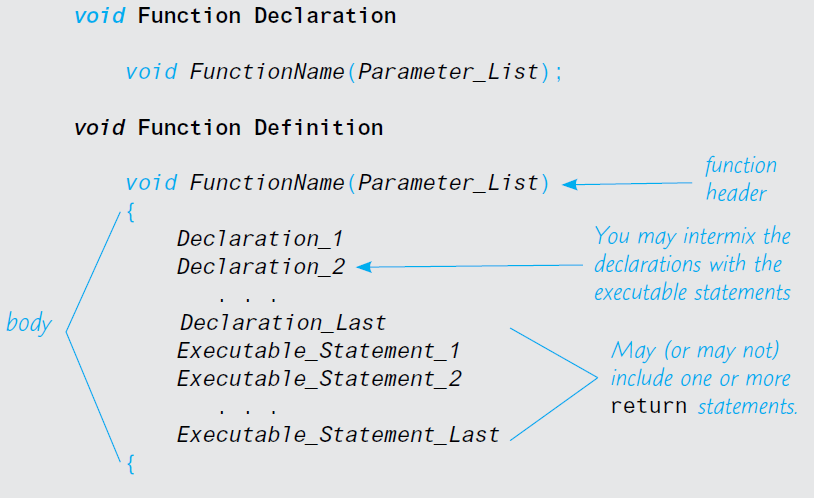 void Function Declaration
void FunctionName(Parameter_List);
void Function Definition
void FunctionName(Parameter_List)
function
header
{
Declaration_1
Declaration_2
You may intermix the
declarations with the
executable statements
. . .
Declaration_Last
body
Executable_Statement_1
Executable_Statement_2
. . .
Executable_Statement_Last
May (or may not)
include one or more
return statements.
{